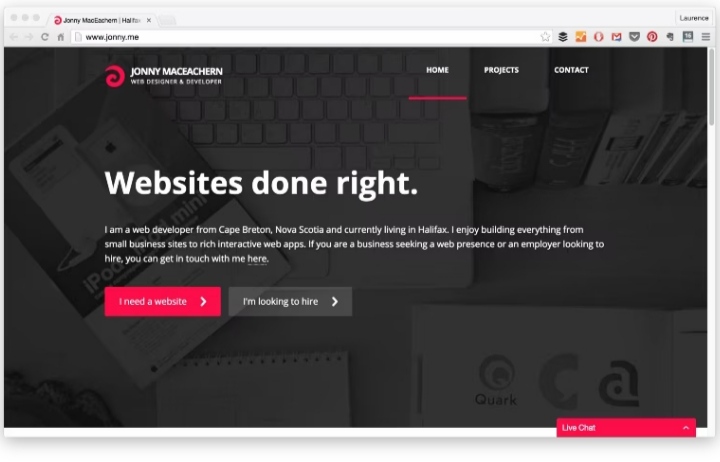 Jonny MacEachern | Halifa
Laurence
www.jonny.me
JONNY MACEACHERN
WEB DESIGNER & DEVELOPER
HOME
PROJECTS
CONTACT
Websites done right.
I am a web developer from Cape Breton, Nova Scotia and currently living in Halifax. I enjoy building everything from
small business sites to rich interactive web apps. If you are a business seeking a web presence or an employer looking to
hire, you can get in touch with me here.
I need a website
I'm looking to hire
iPod mini
Quark
Live Chat